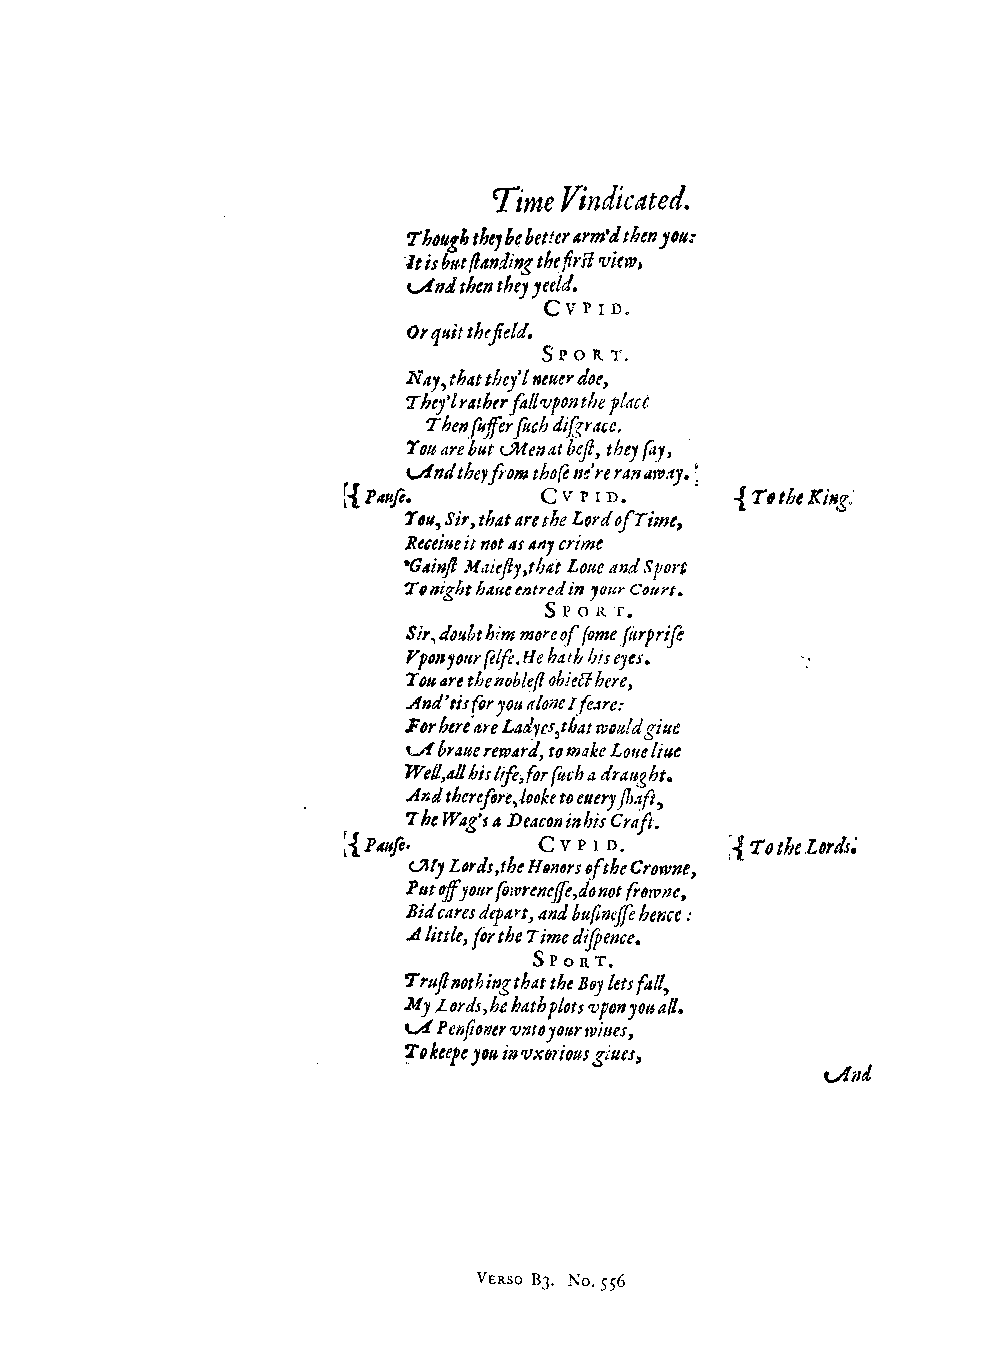 Time Vindicated.
Though they be better arm'd then you:
It is but ſtanding the firſt view,
And then they yeeld.
CVPID.
Or quit the field.
SPORT.
Nay, that they'l neuer doe,
They'l rather fall vpon the place
Then ſuffer ſuch diſgrace.
You are but Men at beſt, they ſay,
And they from thoſe ne're ran away.
{ Pauſe. CVPID. { To the King.
You, Sir, that are the Lord of Time,
Receiue it not as any crime
'Gainſt Maieſty, that Loue and Sport
To night haue entred in your Court.
SPORT.
Sir, doubt him more of ſome ſurpriſe
Vpon your ſelfe. He hath his eyes.
You are the nobleſt obiect here,
And 'tis for you alone I feare:
For here are Ladyes, that would giue
A braue reward, to make Loue liue
Well, all his life, for ſuch a draught.
And therefore, looke to euery ſhaft,
The Wag's a Deacon in his Craft.
{ Pauſe. CVPID. { To the Lords.
My Lords, the Honors of the Crowne,
Put off your ſowreneſſe, do not frowne,
Bid cares depart, and buſineſſe hence:
A little, for the Time diſpence.
SPORT.
Truſt nothing that the Boy lets fall,
My Lords, he hath plots vpon you all.
A Penſioner vnto your wiues,
To keepe you in vxorious giues,
And
VERSO B3. No. 556